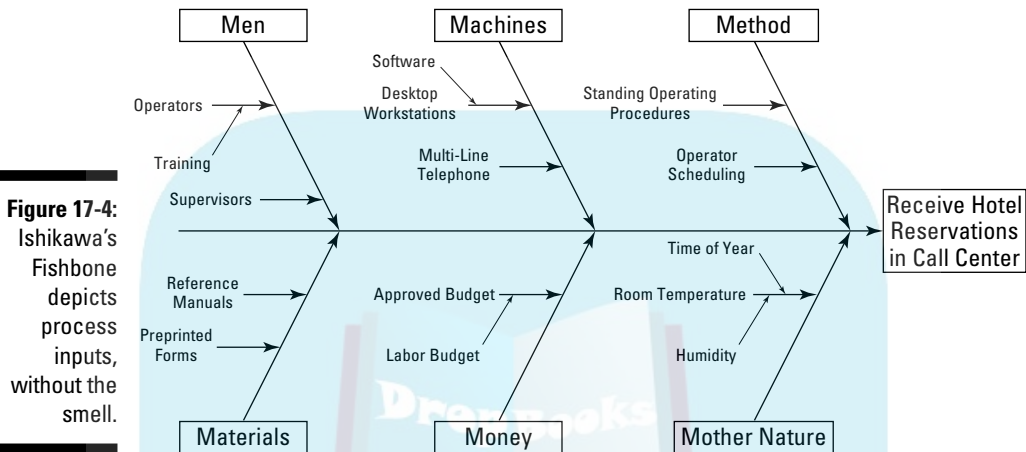 Men
Machines
Method
Software
Operators
Desktop
Workstations
Standing Operating
Procedures
Training
Multi-Line
Telephone
Operator
Scheduling
Supervisors
Figure 17-4:
Ishikawa's
Fishbone
depicts
process
inputs,
without the
smell.
Receive Hotel
Reservations
in Call Center
Time of Year
Reference
Manuals
Approved Budget
Room Temperature
Preprinted
Forms
Labor Budget
Humidity
DropBooks
Materials
Money
Mother Nature